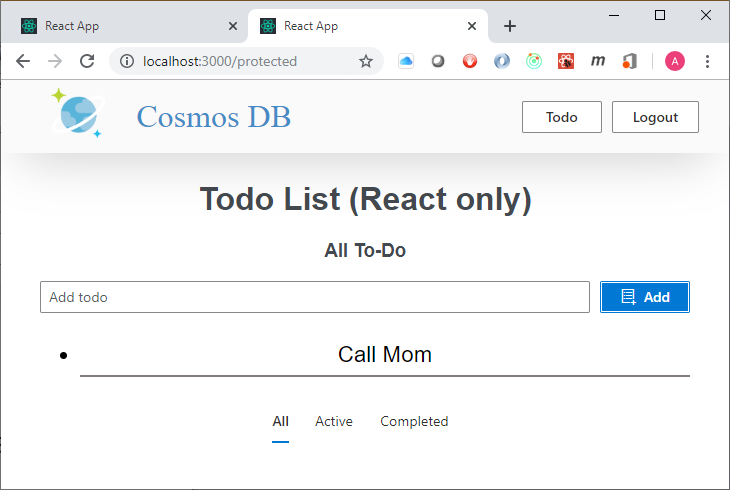 React App
React App
localhost:3000/protected
m
A
Cosmos DB
Todo
Logout
Todo List (React only)
All To-Do
Add todo
Add
Call Mom
All Active Completed